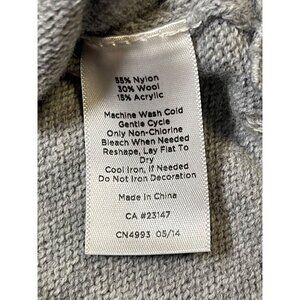 55% Nylon
30% Wool
15% Acrylic
Machine Wash Cold
Gentle Cycle
Only Non-Chlorine
Bleach When Needed
Reshape, Lay Flat To
Dry
Cool Iron, if Needed
Do Not Iron Decoration
Made in China
CA #23147
CN4993 05/14